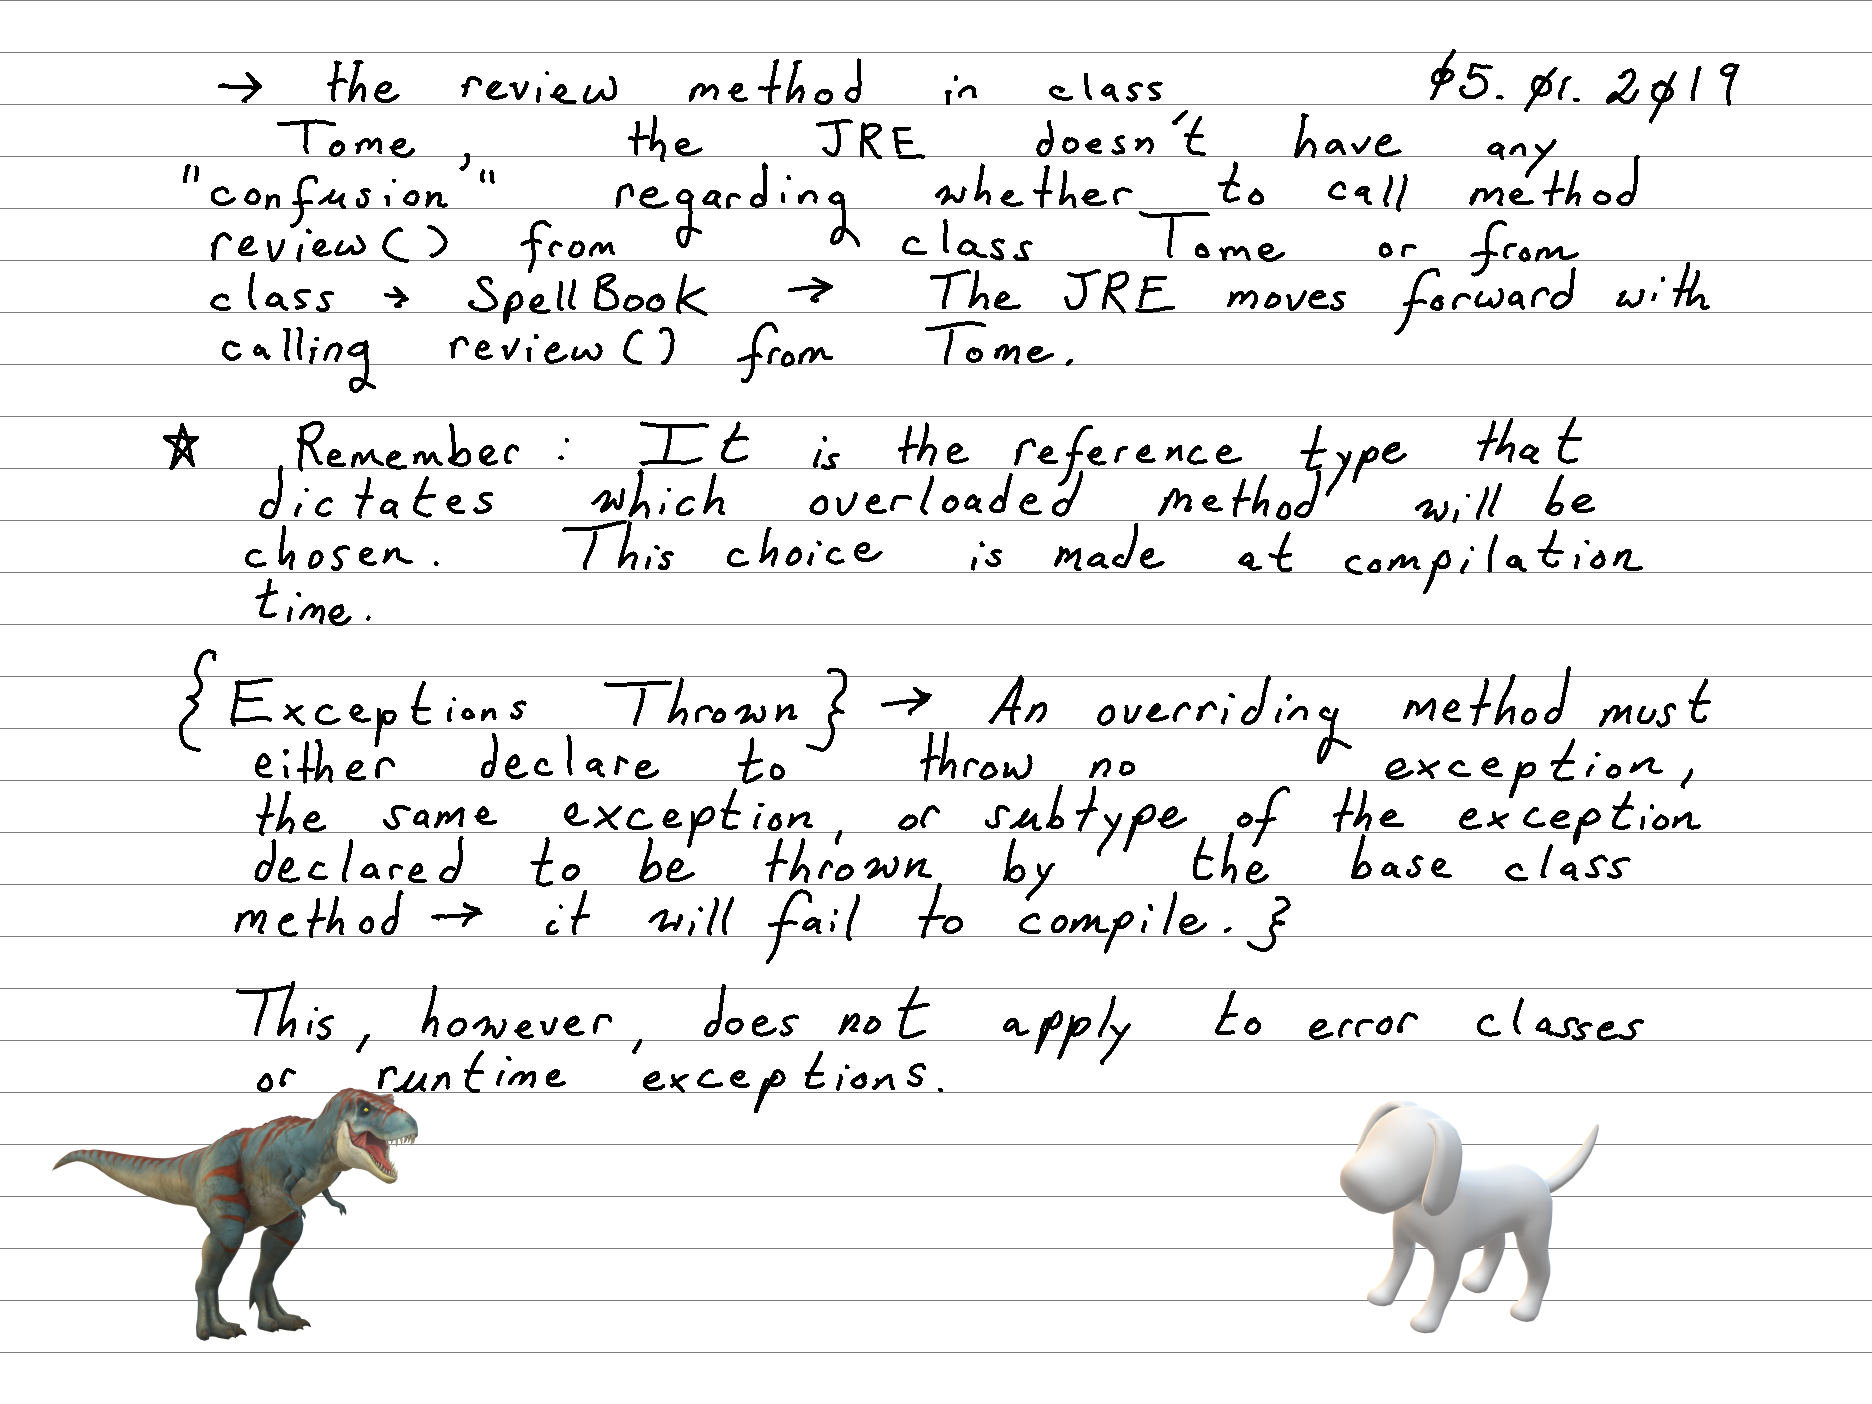 → the review method in class 05.01.2019
Tome, the JRE doesn't have any
"confusion" regarding whether to call method
review() from class Tome or from
class → SpellBook → The JRE moves forward with
calling review() from Tome.
☆ Remember: It is the reference type that
dictates which overloaded method will be
chosen. This choice is made at compilation
time.
{Exceptions Thrown} → An overriding method must
either declare to throw no exception,
the same exception, or subtype of the exception
declared to be thrown by the base class
method → it will fail to compile.}
This, however, does not apply to error classes
or runtime exceptions.